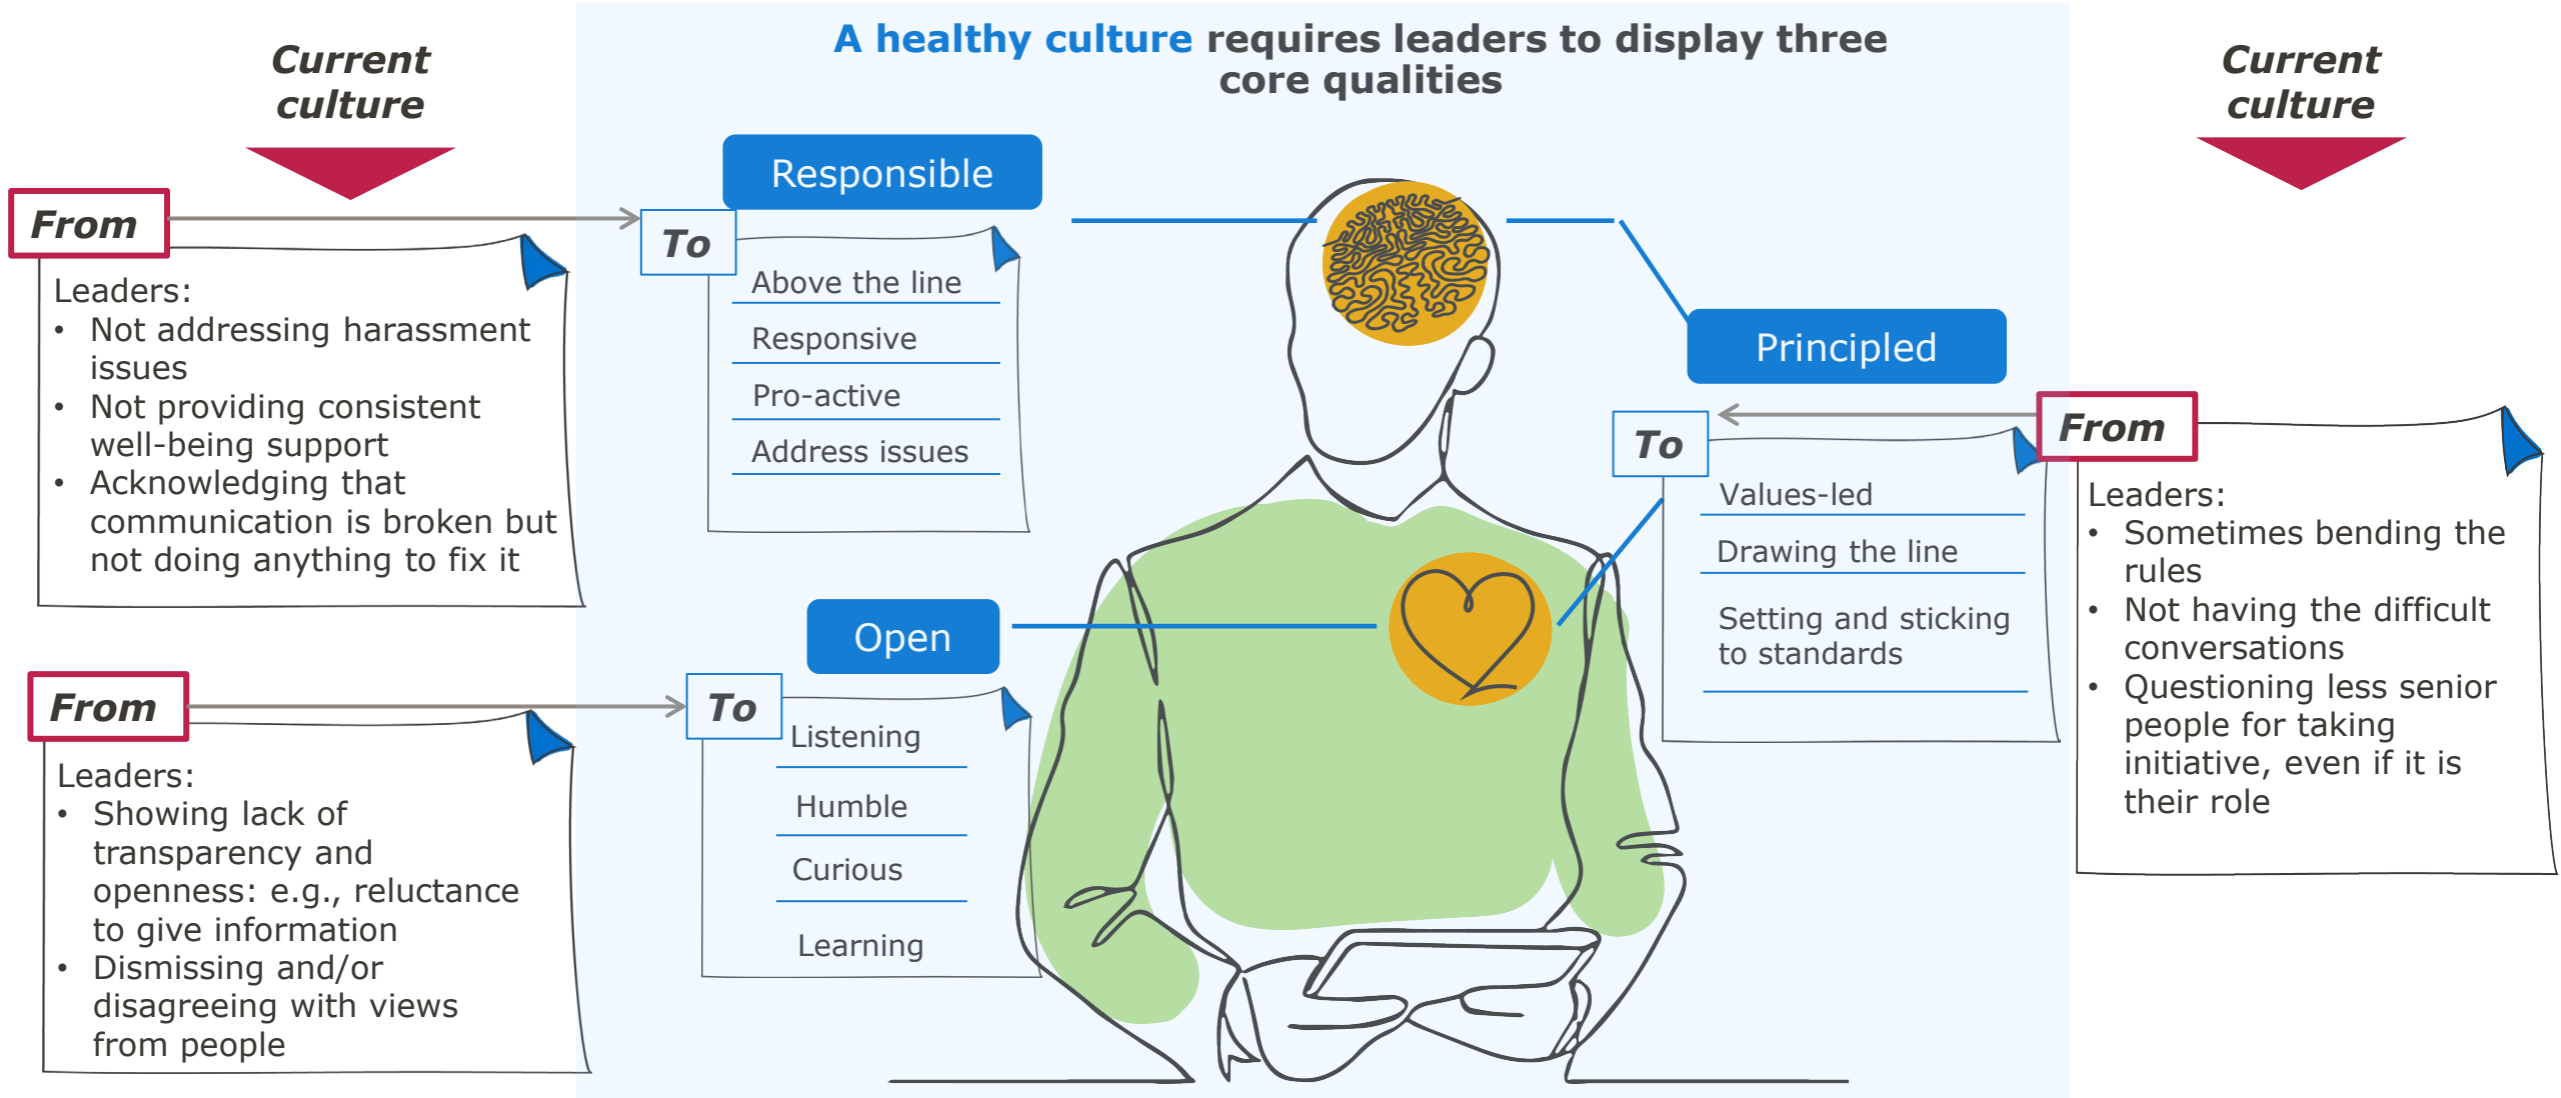 A healthy culture requires leaders to display three
core qualities
Current
culture
From
Leaders:
• Not addressing harassment
issues
• Not providing consistent
well-being support
• Acknowledging that
communication is broken but
not doing anything to fix it
Responsible
To
Above the line
Responsive
Pro-active
Address issues
From
Leaders:
• Showing lack of
transparency and
openness: e.g., reluctance
to give information
• Dismissing and/or
disagreeing with views
from people
Open
To
Listening
Humble
Curious
Learning
Current
culture
Principled
To
Values-led
Drawing the line
Setting and sticking
to standards
From
Leaders:
• Sometimes bending the
rules
• Not having the difficult
conversations
• Questioning less senior
people for taking
initiative, even if it is
their role